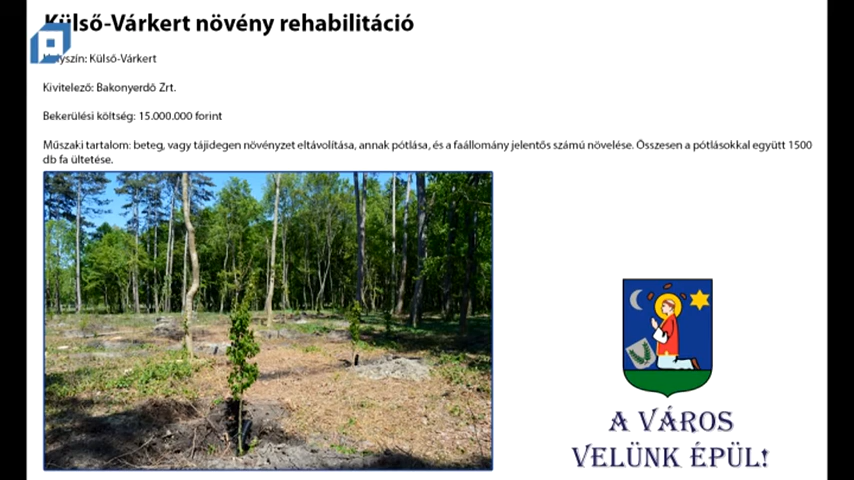 Külső-Várkert növény rehabilitáció
Helyszín: Külső-Várkert
Kivitelező: Bakonyerdô Zrt.
Bekerülési költség: 15.000.000 forint
Műszaki tartalom: beteg, vagy tájidegen növényzet eltávolítása, annak pótlása, és a faállomány jelentôs számú növelése. Összesen a pótlásokkal együtt 1500
db fa ültetése.
A VÁROS
VELÜNK ÉPÜL!